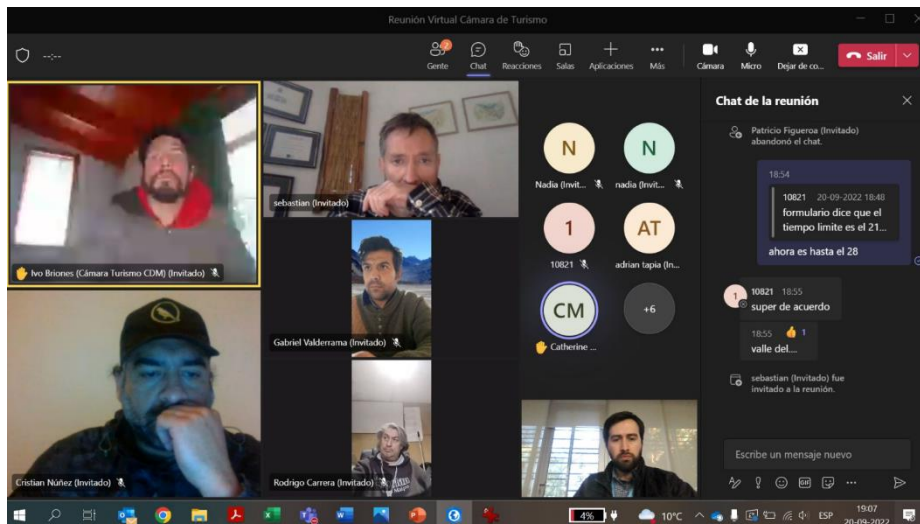 Reunión Virtual Cámara de Turismo
--:--
2
Gente
Chat
Reacciones
Salas
Aplicaciones
Más
Cámara
Micro
Dejar de co...
Salir
Ivo Briones (Cámara Turismo CDM) (Invitado)
sebastian (Invitado)
Gabriel Valderrama (Invitado)
Cristian Núñez (Invitado)
Rodrigo Carrera (Invitado)
N
Nadia (Invit...
N
nadia (Invit...
1
10821
AT
adrian tapia (In...
CM
Catherine ...
+6
Chat de la reunión
Patricio Figueroa (Invitado)
abandonó el chat.
18:54
10821 20-09-2022 18:48
formulario dice que el
tiempo limite es el 21...
ahora es hasta el 28
1
10821 18:55
super de acuerdo
18:55 1
valle del...
sebastian (Invitado) fue
invitado a la reunión.
Escribe un mensaje nuevo
GIF
4%
10°C
ESP
19:07
20-09-2022